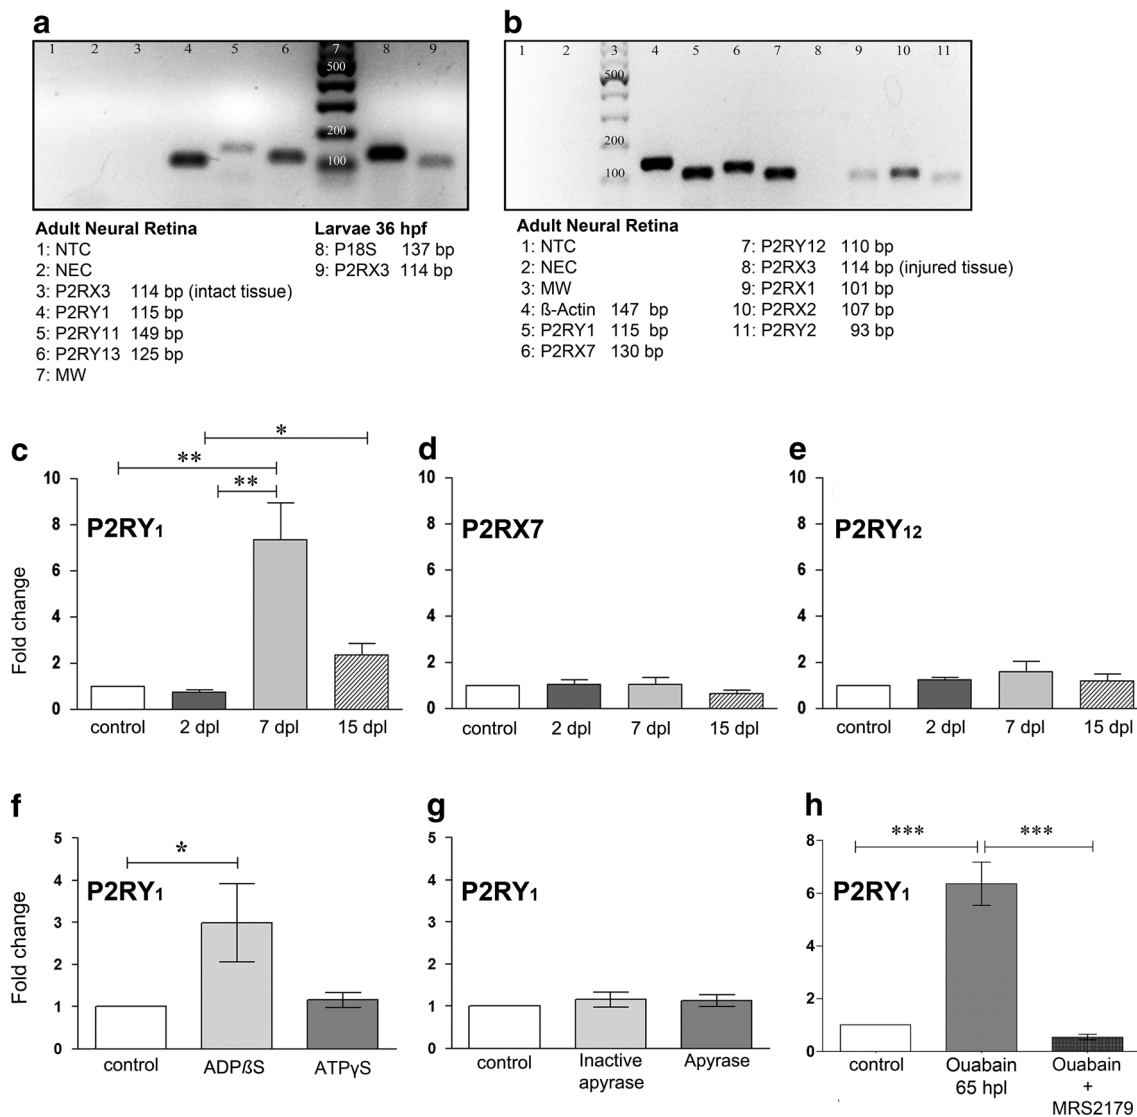 a
1 2 3 4 5 6 7 8 9
500
200
100
Adult Neural Retina
1: NTC
2: NEC
3: P2RX3 114 bp (intact tissue)
4: P2RY1 115 bp
5: P2RY11 149 bp
6: P2RY13 125 bp
7: MW
Larvae 36 hpf
8: P18S 137 bp
9: P2RX3 114 bp
b
1 2 3 4 5 6 7 8 9 10 11
500
200
100
Adult Neural Retina
1: NTC
2: NEC
3: MW
4: ß-Actin 147 bp
5: P2RY1 115 bp
6: P2RX7 130 bp
7: P2RY12 110 bp
8: P2RX3 114 bp (injured tissue)
9: P2RX1 101 bp
10: P2RX2 107 bp
11: P2RY2 93 bp
c
*
**
**
P2RY1
Fold change
10
8
6
4
2
0
control 2 dpl 7 dpl 15 dpl
d
P2RX7
10
8
6
4
2
0
control 2 dpl 7 dpl 15 dpl
e
P2RY12
10
8
6
4
2
0
control 2 dpl 7 dpl 15 dpl
f
*
P2RY1
Fold change
5
4
3
2
1
0
control ADPßS ATPγS
g
P2RY1
5
4
3
2
1
0
control Inactive apyrase Apyrase
h
*** ***
P2RY1
8
6
4
2
0
control Ouabain 65 hpl Ouabain + MRS2179